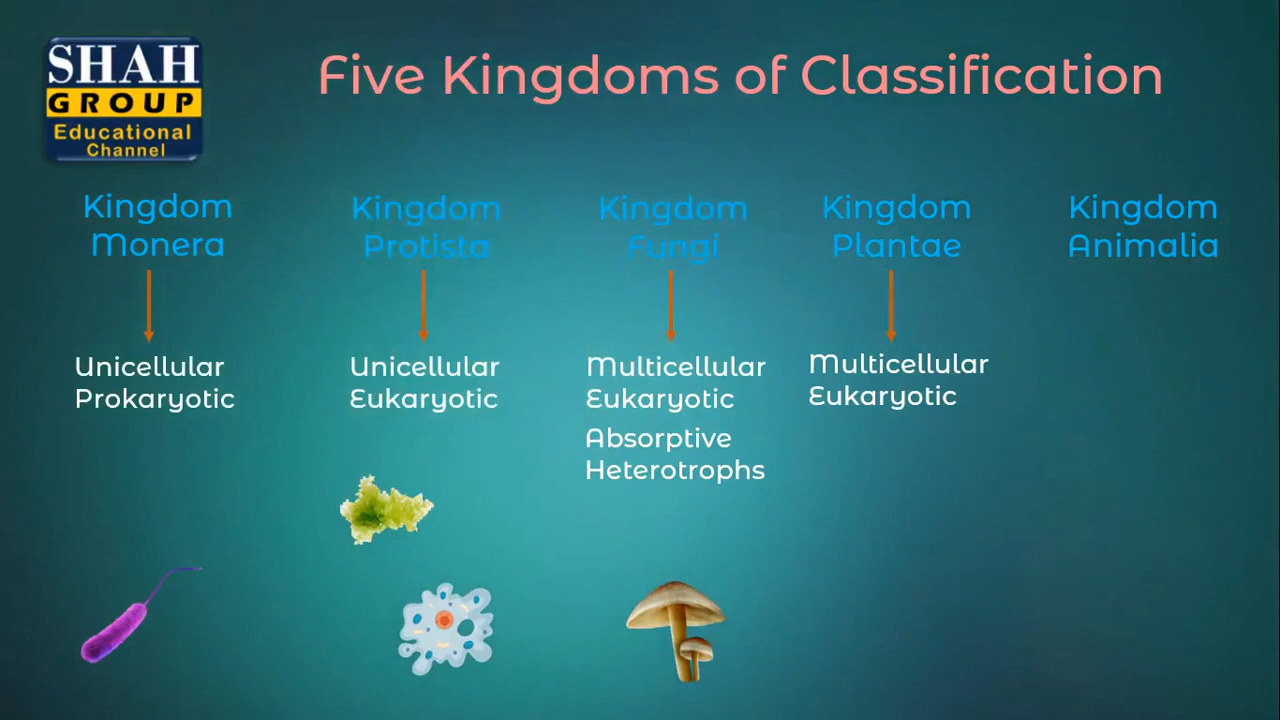 SHAH
GROUP
Educational
Channel
Five Kingdoms of Classification
Kingdom
Monera
Kingdom
Protista
Kingdom
Fungi
Kingdom
Plantae
Kingdom
Animalia
Unicellular
Prokaryotic
Unicellular
Eukaryotic
Multicellular
Eukaryotic
Absorptive
Heterotrophs
Multicellular
Eukaryotic